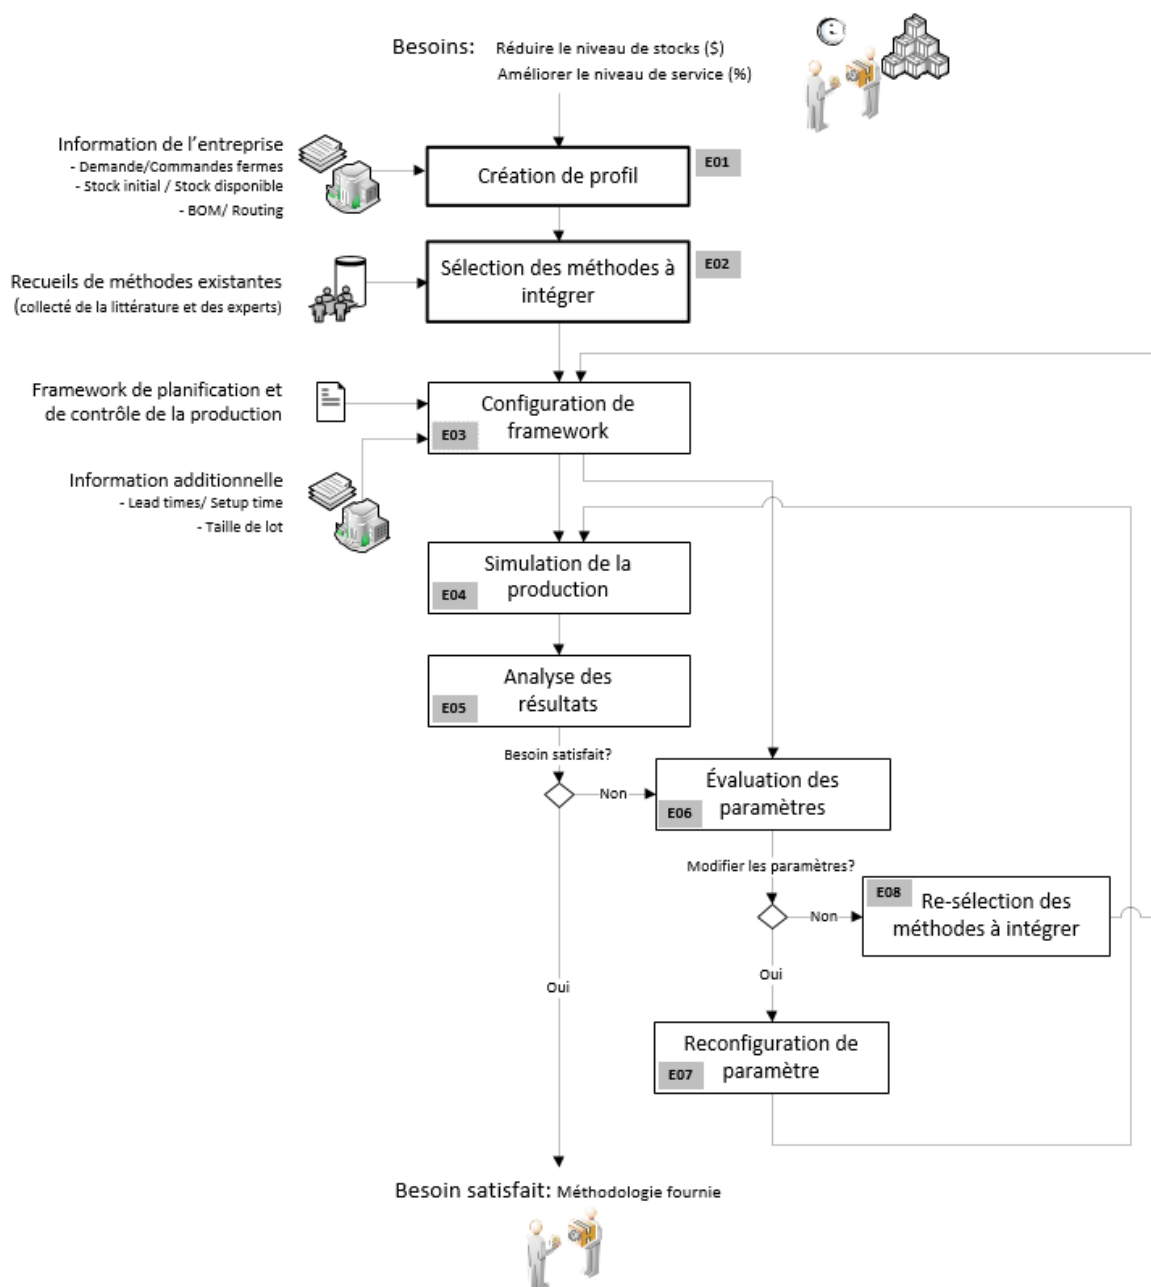 Besoins: Réduire le niveau de stocks ($)
Améliorer le niveau de service (%)
Information de l'entreprise
- Demande/Commandes fermes
- Stock initial / Stock disponible
- BOM/ Routing
Création de profil
E01
Recueils de méthodes existantes
(collecté de la littérature et des experts)
Sélection des méthodes à
intégrer
E02
Framework de planification et
de contrôle de la production
Configuration de
framework
E03
Information additionnelle
- Lead times/ Setup time
- Taille de lot
Simulation de la
production
E04
Analyse des
résultats
E05
Besoin satisfait?
Non
Évaluation des
paramètres
E06
Modifier les paramètres?
Non
E08
Re-sélection des
méthodes à intégrer
Oui
Oui
Reconfiguration de
paramètre
E07
Besoin satisfait: Méthodologie fournie